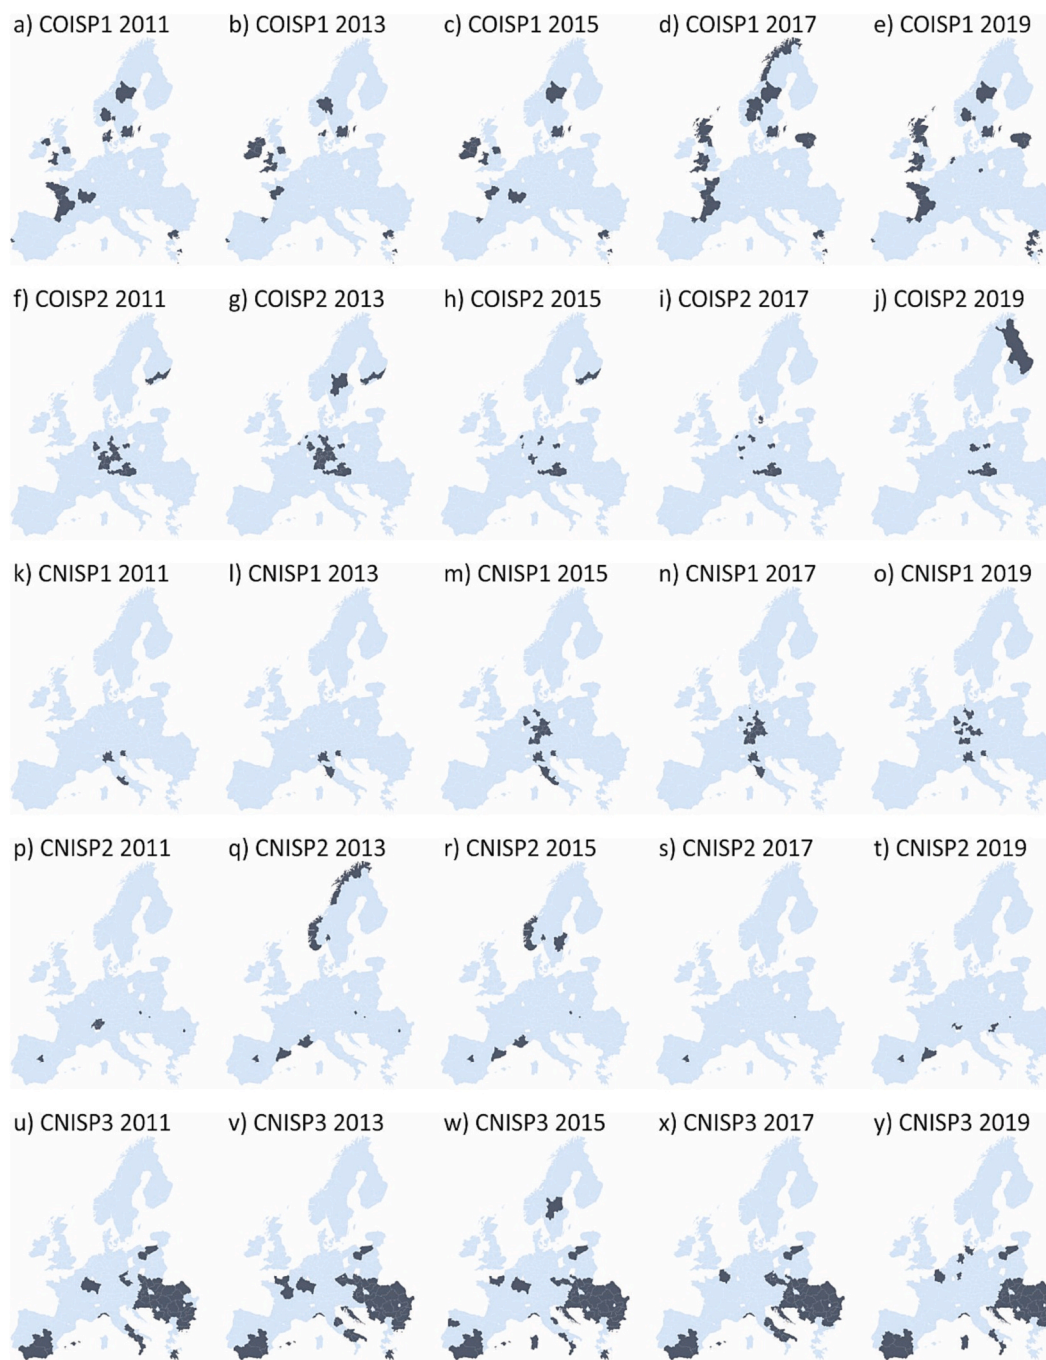 a) COISP1 2011 b) COISP1 2013 c) COISP1 2015 d) COISP1 2017 e) COISP1 2019
f) COISP2 2011 g) COISP2 2013 h) COISP2 2015 i) COISP2 2017 j) COISP2 2019
k) CNISP1 2011 l) CNISP1 2013 m) CNISP1 2015 n) CNISP1 2017 o) CNISP1 2019
p) CNISP2 2011 q) CNISP2 2013 r) CNISP2 2015 s) CNISP2 2017 t) CNISP2 2019
u) CNISP3 2011 v) CNISP3 2013 w) CNISP3 2015 x) CNISP3 2017 y) CNISP3 2019